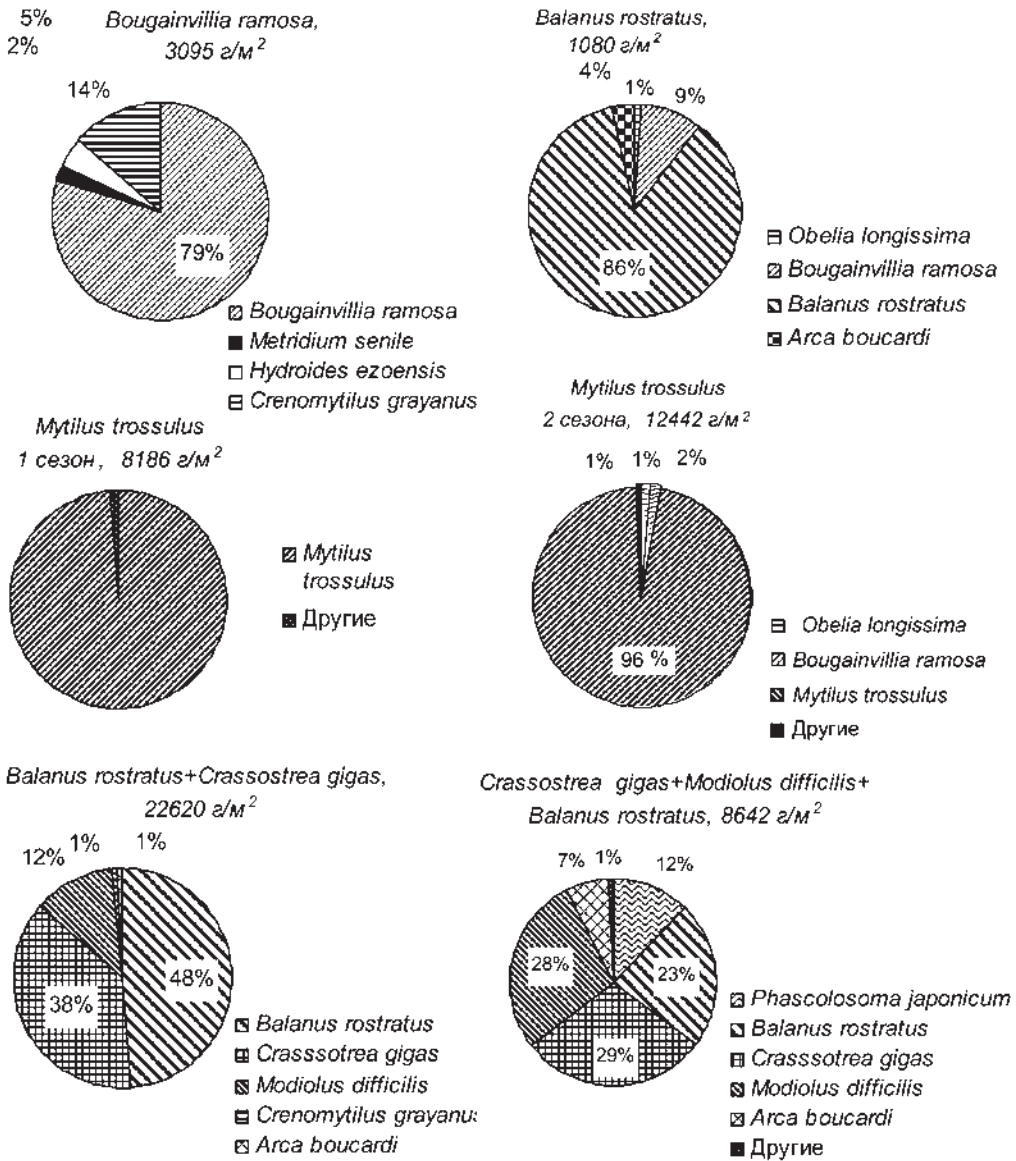 5%
2%
Bougainvillia ramosa,
3095 г/м²
14%
79%
Bougainvillia ramosa
Metridium senile
Hydroides ezoensis
Crenomytilus grayanus
Balanus rostratus,
1080 г/м²
4%
1%
9%
86%
Obelia longissima
Bougainvillia ramosa
Balanus rostratus
Arca boucardi
Mytilus trossulus
1 сезон, 8186 г/м²
Mytilus
trossulus
Другие
Mytilus trossulus
2 сезона, 12442 г/м²
1%
1%
2%
96 %
Obelia longissima
Bougainvillia ramosa
Mytilus trossulus
Другие
Balanus rostratus+Crassostrea gigas,
22620 г/м²
12%
1%
1%
48%
38%
Balanus rostratus
Crasssotrea gigas
Modiolus difficilis
Crenomytilus grayanus
Arca boucardi
Crassostrea gigas+Modiolus difficilis+
Balanus rostratus, 8642 г/м²
7%
1%
12%
28%
23%
29%
Phascolosoma japonicum
Balanus rostratus
Crasssotrea gigas
Modiolus difficilis
Arca boucardi
Другие